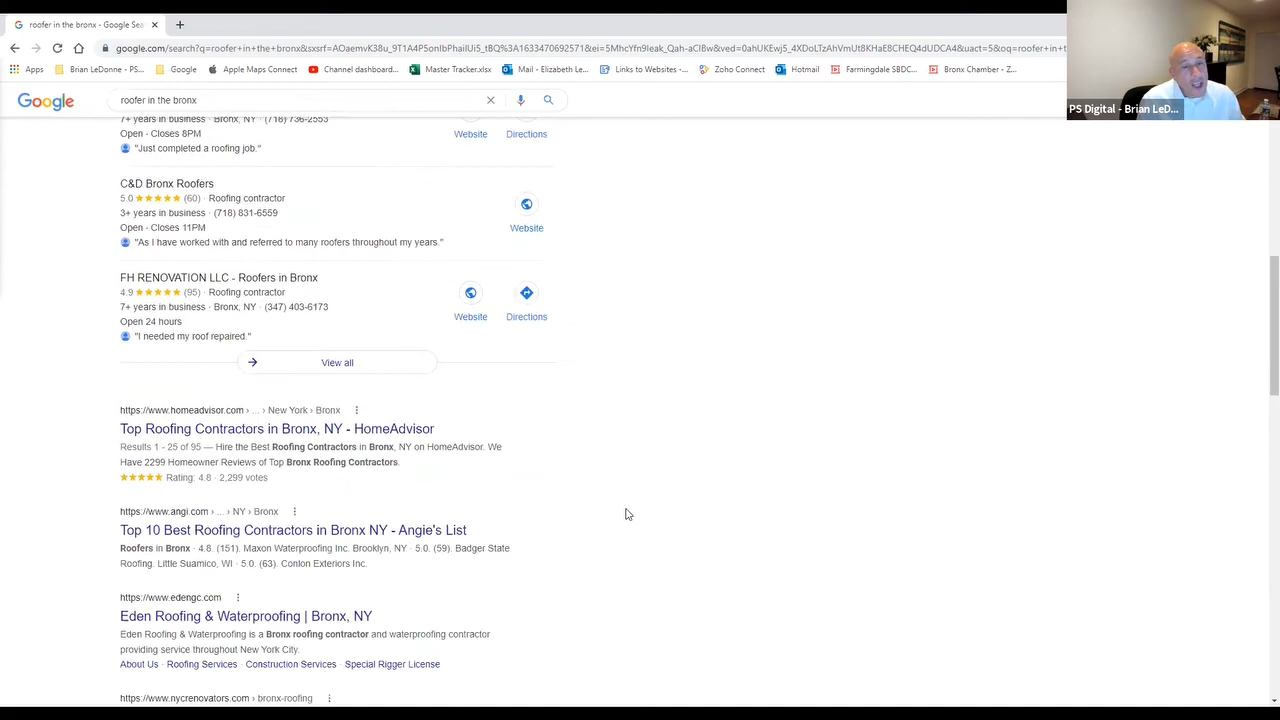 roofer in the bronx - Google Sea
google.com/search?q=roofer+in+the+bronx&sxsrf=AOaemvK38u_9T1A4P5onIbPhaiIUi5_tBQ%3A1633470692571&ei=5MhcYfn9Ieak_Qah-aCIBw&ved=0ahUKEwj5_4XDoLTzAhVmUt8KHaE8CHEQ4dUDCA4&uact=5&oq=roofer+in+t
Apps Brian LeDonne - PS... Google Apple Maps Connect Channel dashboard... Master Tracker.xlsx Mail - Elizabeth Le... Links to Websites -... Zoho Connect Hotmail Farmingdale SBDC... Bronx Chamber - Z...
PS Digital - Brian LeD...
Google roofer in the bronx
7+ years in business · Bronx, NY · (718) 736-2553
Open · Closes 8PM
Website Directions
"Just completed a roofing job."
C&D Bronx Roofers
5.0 (60) · Roofing contractor
3+ years in business · (718) 831-6559
Open · Closes 11PM
Website
"As I have worked with and referred to many roofers throughout my years."
FH RENOVATION LLC - Roofers in Bronx
4.9 (95) · Roofing contractor
7+ years in business · Bronx, NY · (347) 403-6173
Open 24 hours
Website Directions
"I needed my roof repaired."
View all
https://www.homeadvisor.com › ... › New York › Bronx
Top Roofing Contractors in Bronx, NY - HomeAdvisor
Results 1 - 25 of 95 — Hire the Best Roofing Contractors in Bronx, NY on HomeAdvisor. We
Have 2299 Homeowner Reviews of Top Bronx Roofing Contractors.
Rating: 4.8 · 2,299 votes
https://www.angi.com › ... › NY › Bronx
Top 10 Best Roofing Contractors in Bronx NY - Angie's List
Roofers in Bronx · 4.8. (151). Maxon Waterproofing Inc. Brooklyn, NY · 5.0. (59). Badger State
Roofing. Little Suamico, WI · 5.0. (63). Conlon Exteriors Inc.
https://www.edengc.com
Eden Roofing & Waterproofing | Bronx, NY
Eden Roofing & Waterproofing is a Bronx roofing contractor and waterproofing contractor
providing service throughout New York City.
About Us · Roofing Services · Construction Services · Special Rigger License
https://www.nycrenovators.com › bronx-roofing